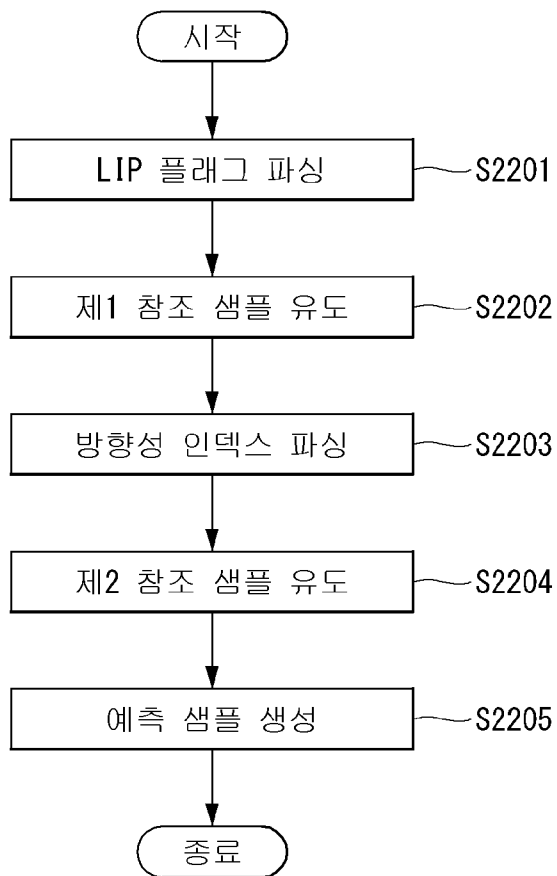 시작
LIP 플래그 파싱
S2201
제1 참조 샘플 유도
S2202
방향성 인덱스 파싱
S2203
제2 참조 샘플 유도
S2204
예측 샘플 생성
S2205
종료